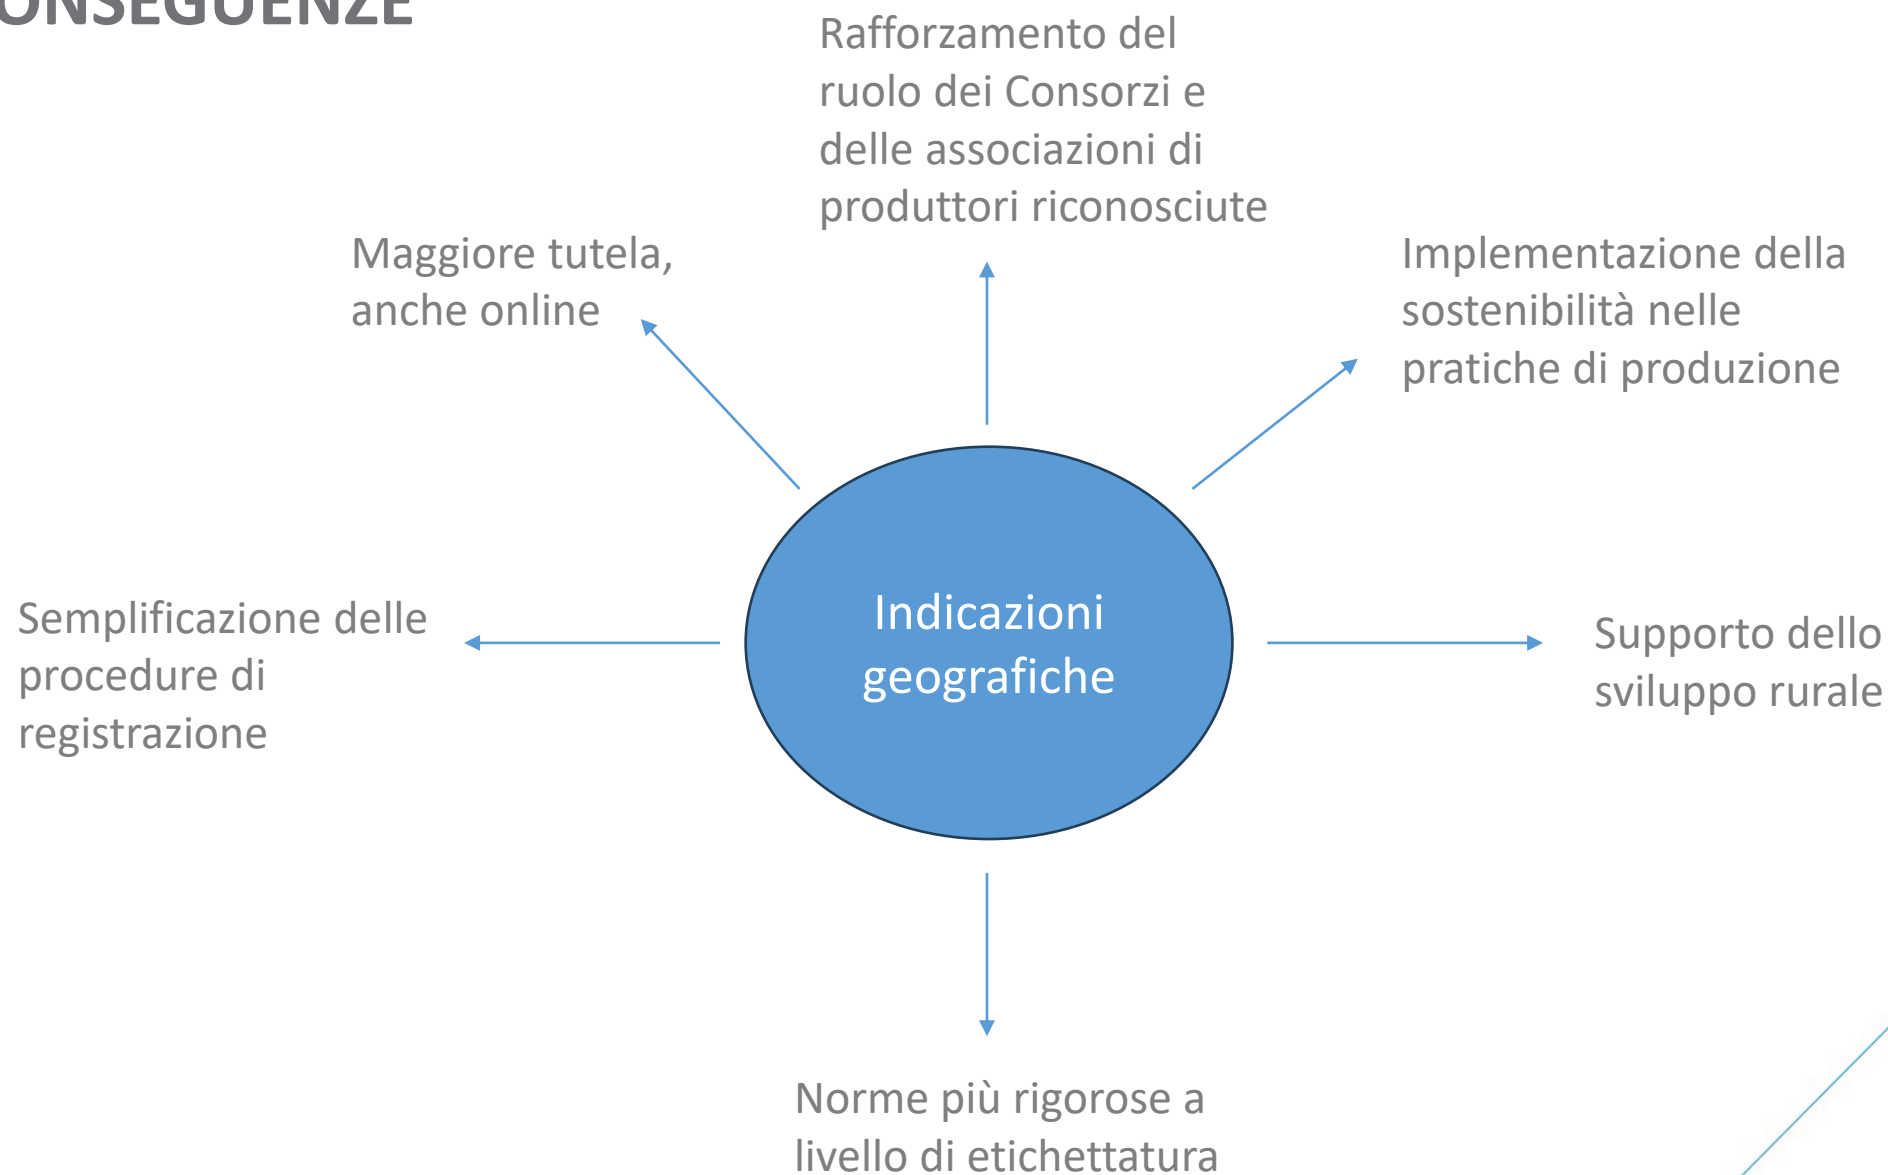 ONSEGUENZE
Rafforzamento del
ruolo dei Consorzi e
delle associazioni di
produttori riconosciute
Maggiore tutela,
anche online
Implementazione della
sostenibilità nelle
pratiche di produzione
Semplificazione delle
procedure di
registrazione
Indicazioni
geografiche
Supporto dello
sviluppo rurale
Norme più rigorose a
livello di etichettatura